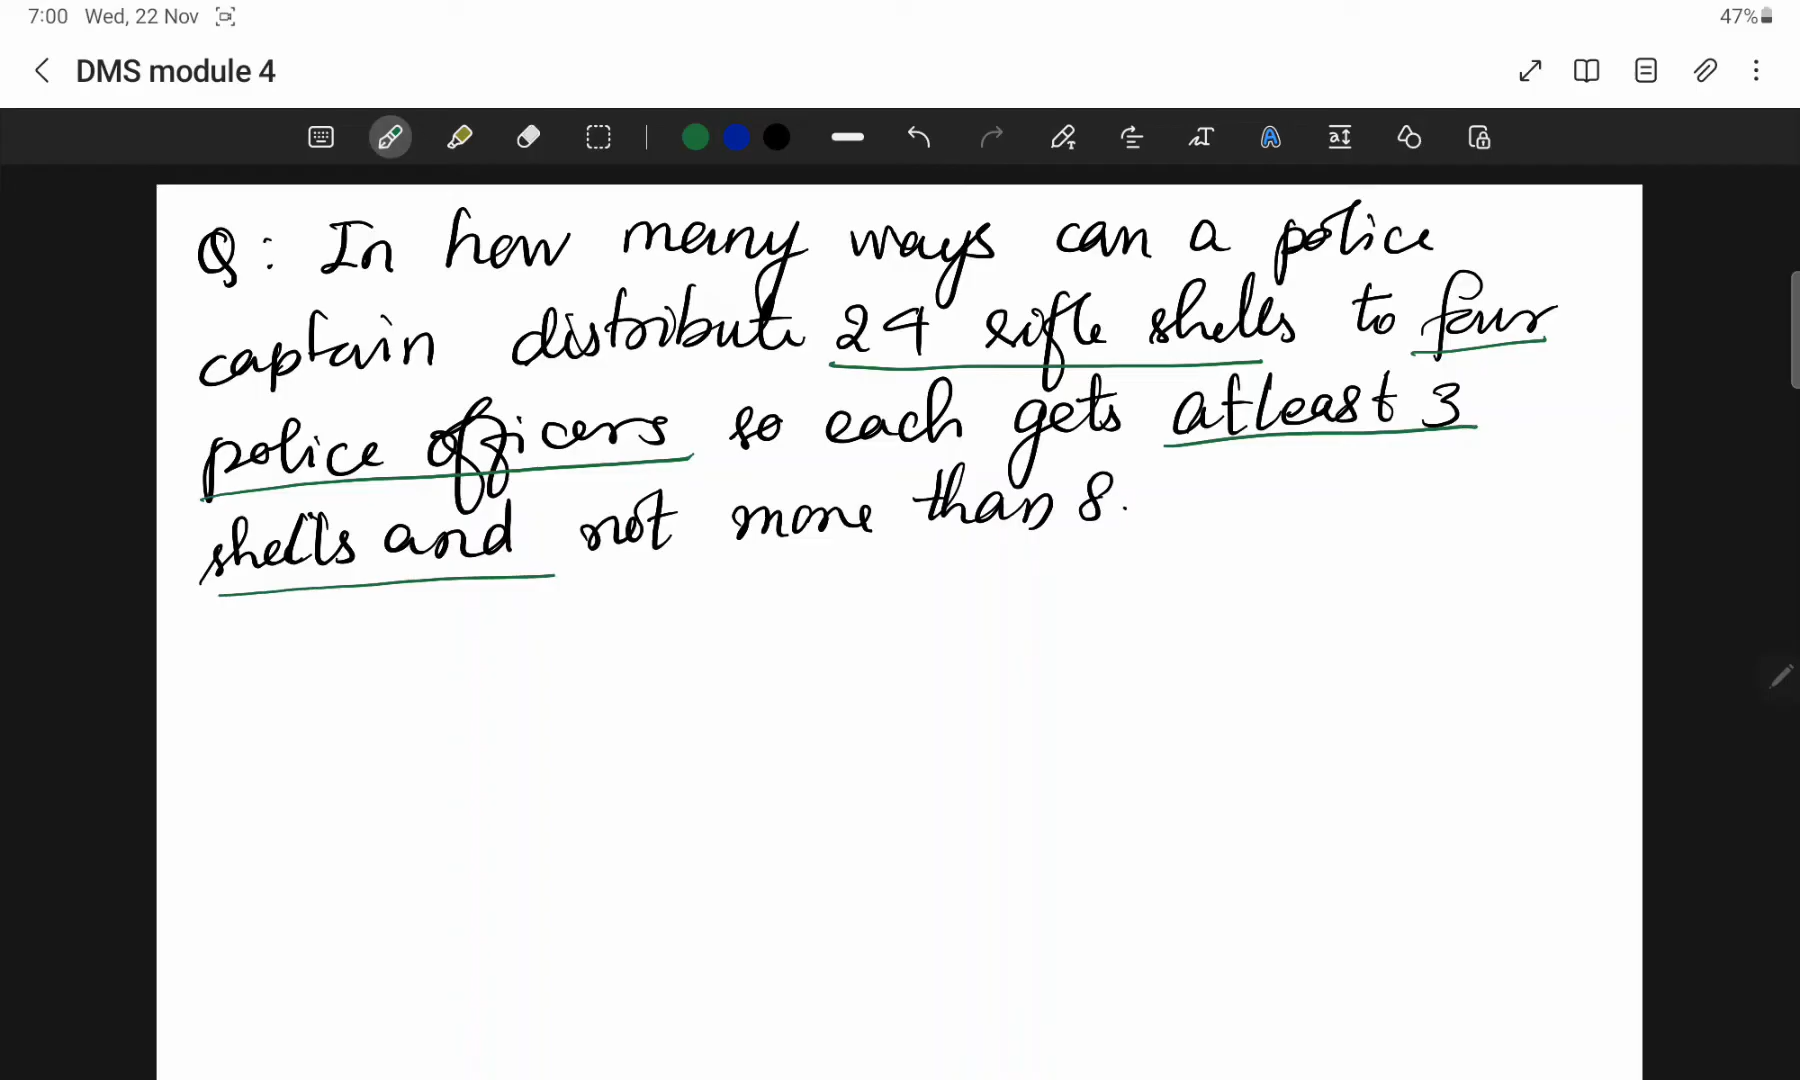 7:00 Wed, 22 Nov 47%
DMS module 4
Q: In how many ways can a police
captain distribute 24 rifle shells to four
police officers so each gets atleast 3
shells and not more than 8.